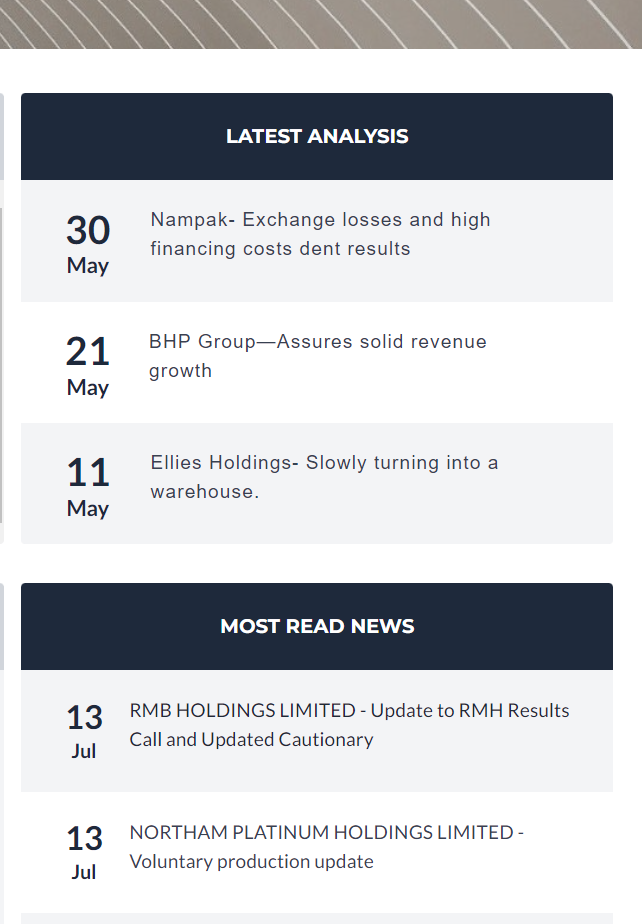 LATEST ANALYSIS
30
May
Nampak- Exchange losses and high
financing costs dent results
21
May
BHP Group—Assures solid revenue
growth
11
May
Ellies Holdings- Slowly turning into a
warehouse.
MOST READ NEWS
13
Jul
RMB HOLDINGS LIMITED - Update to RMH Results
Call and Updated Cautionary
13
Jul
NORTHAM PLATINUM HOLDINGS LIMITED -
Voluntary production update